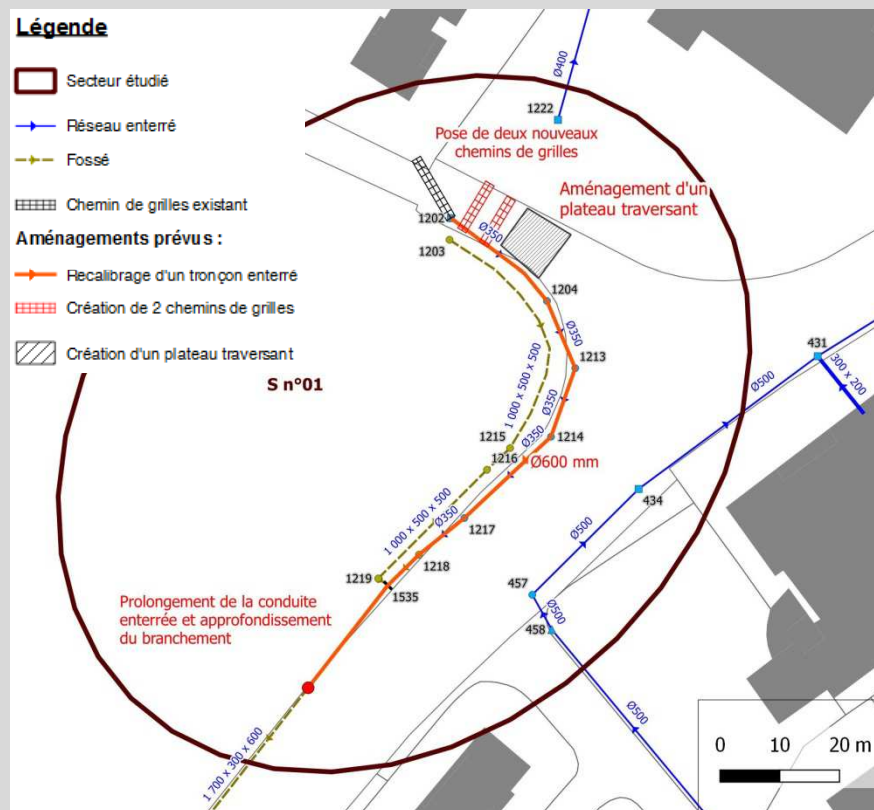 Légende
Secteur étudié
Réseau enterré
Fossé
Chemin de grilles existant
Aménagements prévus :
Recalibrage d'un tronçon enterré
Création de 2 chemins de grilles
Création d'un plateau traversant
Ø400
1222
Pose de deux nouveaux
chemins de grilles
Aménagement d'un
plateau traversant
1202
Ø350
1203
1204
Ø350
1213
431
300 x 200
Ø500
S n°01
1 000 x 500 x 500
Ø350
1215
1214
Ø350
1216
Ø600 mm
434
1 000 x 500 x 500
Ø350
1217
Ø500
1218
1219
1535
457
Prolongement de la conduite
enterrée et approfondissement
du branchement
Ø500
458
Ø500
1 700 x 300 x 600
0 10 20 m